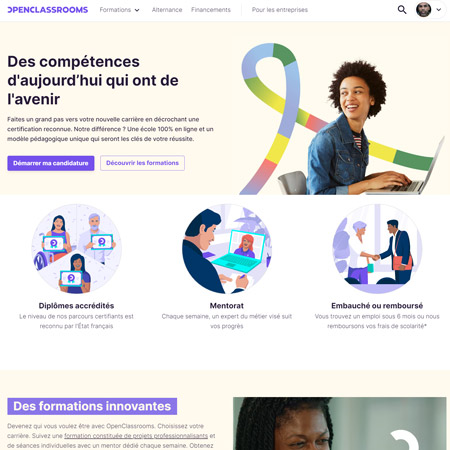 OPENCLASSROOMS Formations Alternance Financements Pour les entreprises
Des compétences
d'aujourd'hui qui ont de
l'avenir
Faites un grand pas vers votre nouvelle carrière en décrochant une
certification reconnue. Notre différence ? Une école 100% en ligne et un
modèle pédagogique unique qui seront les clés de votre réussite.
Démarrer ma candidature Découvrir les formations
Diplômes accrédités
Le niveau de nos parcours certifiants est
reconnu par l'État français
Mentorat
Chaque semaine, un expert du métier visé suit
vos progrès
Embauché ou remboursé
Vous trouvez un emploi sous 6 mois ou nous
remboursons vos frais de scolarité*
Des formations innovantes
Devenez qui vous voulez être avec OpenClassrooms. Choisissez votre
carrière. Suivez une formation constituée de projets professionnalisants et
de séances individuelles avec un mentor dédié chaque semaine. Obtenez